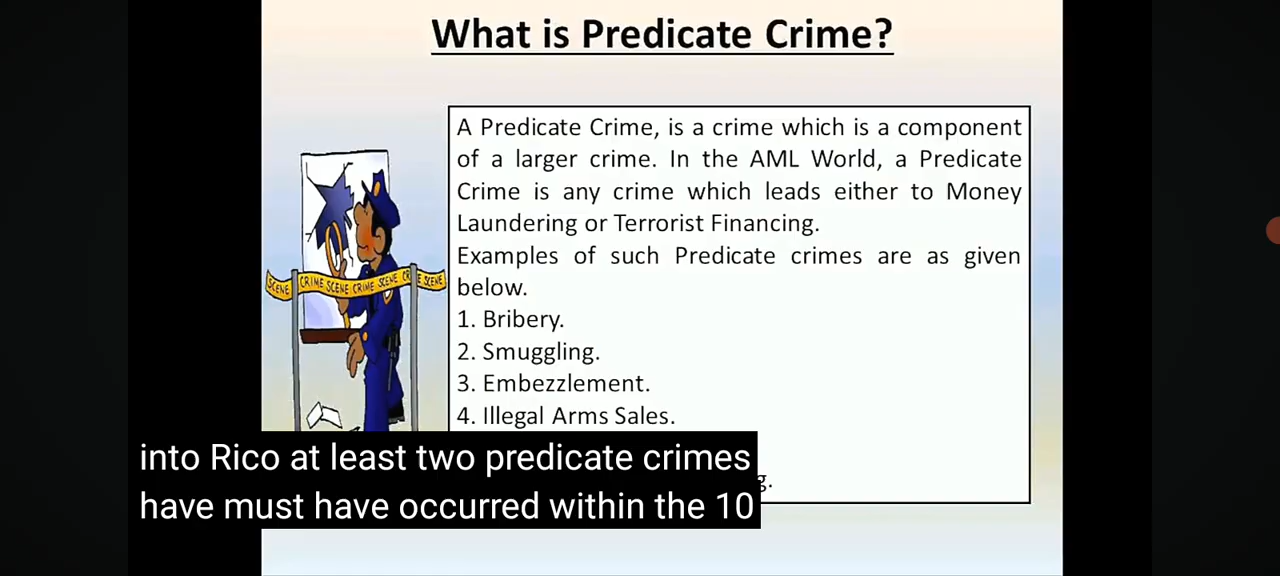 What is Predicate Crime?
A Predicate Crime, is a crime which is a component
of a larger crime. In the AML World, a Predicate
Crime is any crime which leads either to Money
Laundering or Terrorist Financing.
Examples of such Predicate crimes are as given
below.
1. Bribery.
2. Smuggling.
3. Embezzlement.
4. Illegal Arms Sales.
SCENE CRIME SCENE CRIME SCENE CR E SCENE
into Rico at least two predicate crimes
have must have occurred within the 10
g.